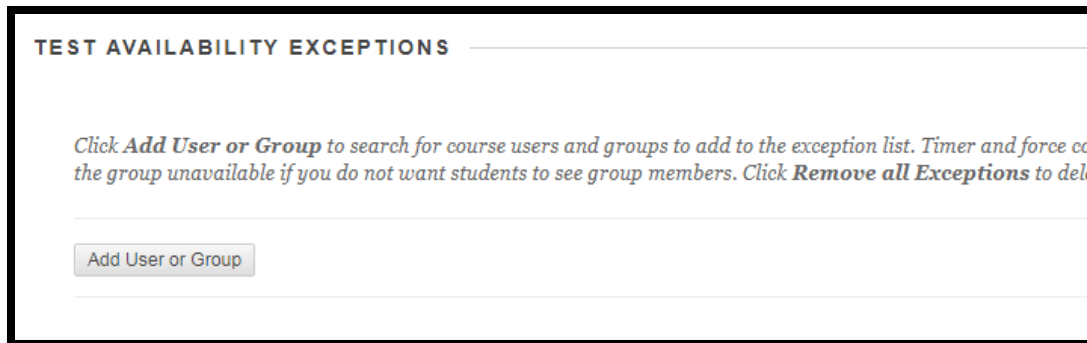 TEST AVAILABILITY EXCEPTIONS
Click Add User or Group to search for course users and groups to add to the exception list. Timer and force
the group unavailable if you do not want students to see group members. Click Remove all Exceptions to
Add User or Group